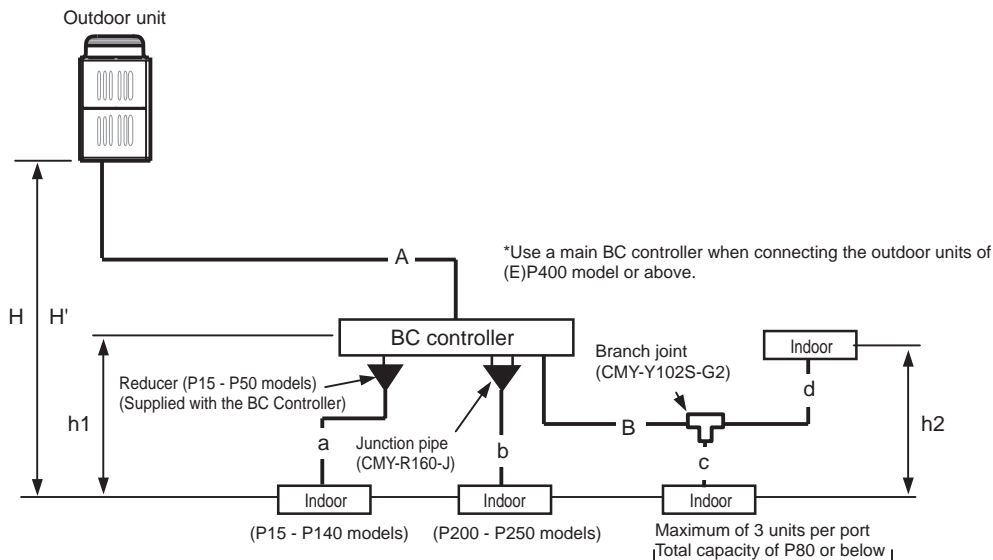 Outdoor unit
A
*Use a main BC controller when connecting the outdoor units of
(E)P400 model or above.
H
H'
BC controller
Branch joint
(CMY-Y102S-G2)
Indoor
Reducer (P15 - P50 models)
(Supplied with the BC Controller)
h1
a
Junction pipe
(CMY-R160-J)
b
B
d
h2
c
Indoor
Indoor
Indoor
(P15 - P140 models)
(P200 - P250 models)
Maximum of 3 units per port
Total capacity of P80 or below